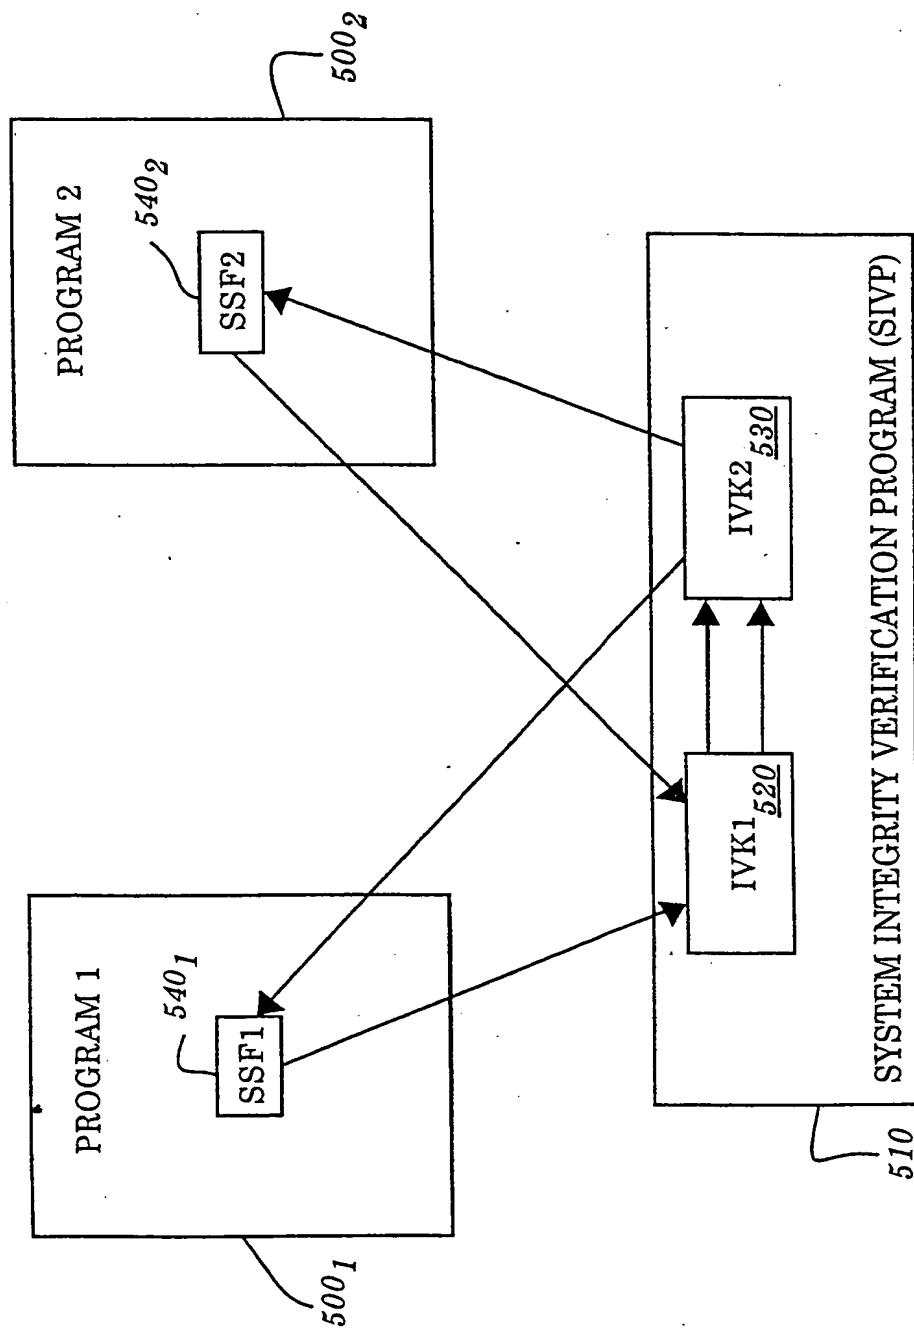 PROGRAM 1
540₁
SSF1
500₁
PROGRAM 2
540₂
SSF2
500₂
IVK1
520
IVK2
530
SYSTEM INTEGRITY VERIFICATION PROGRAM (SIVP)
510